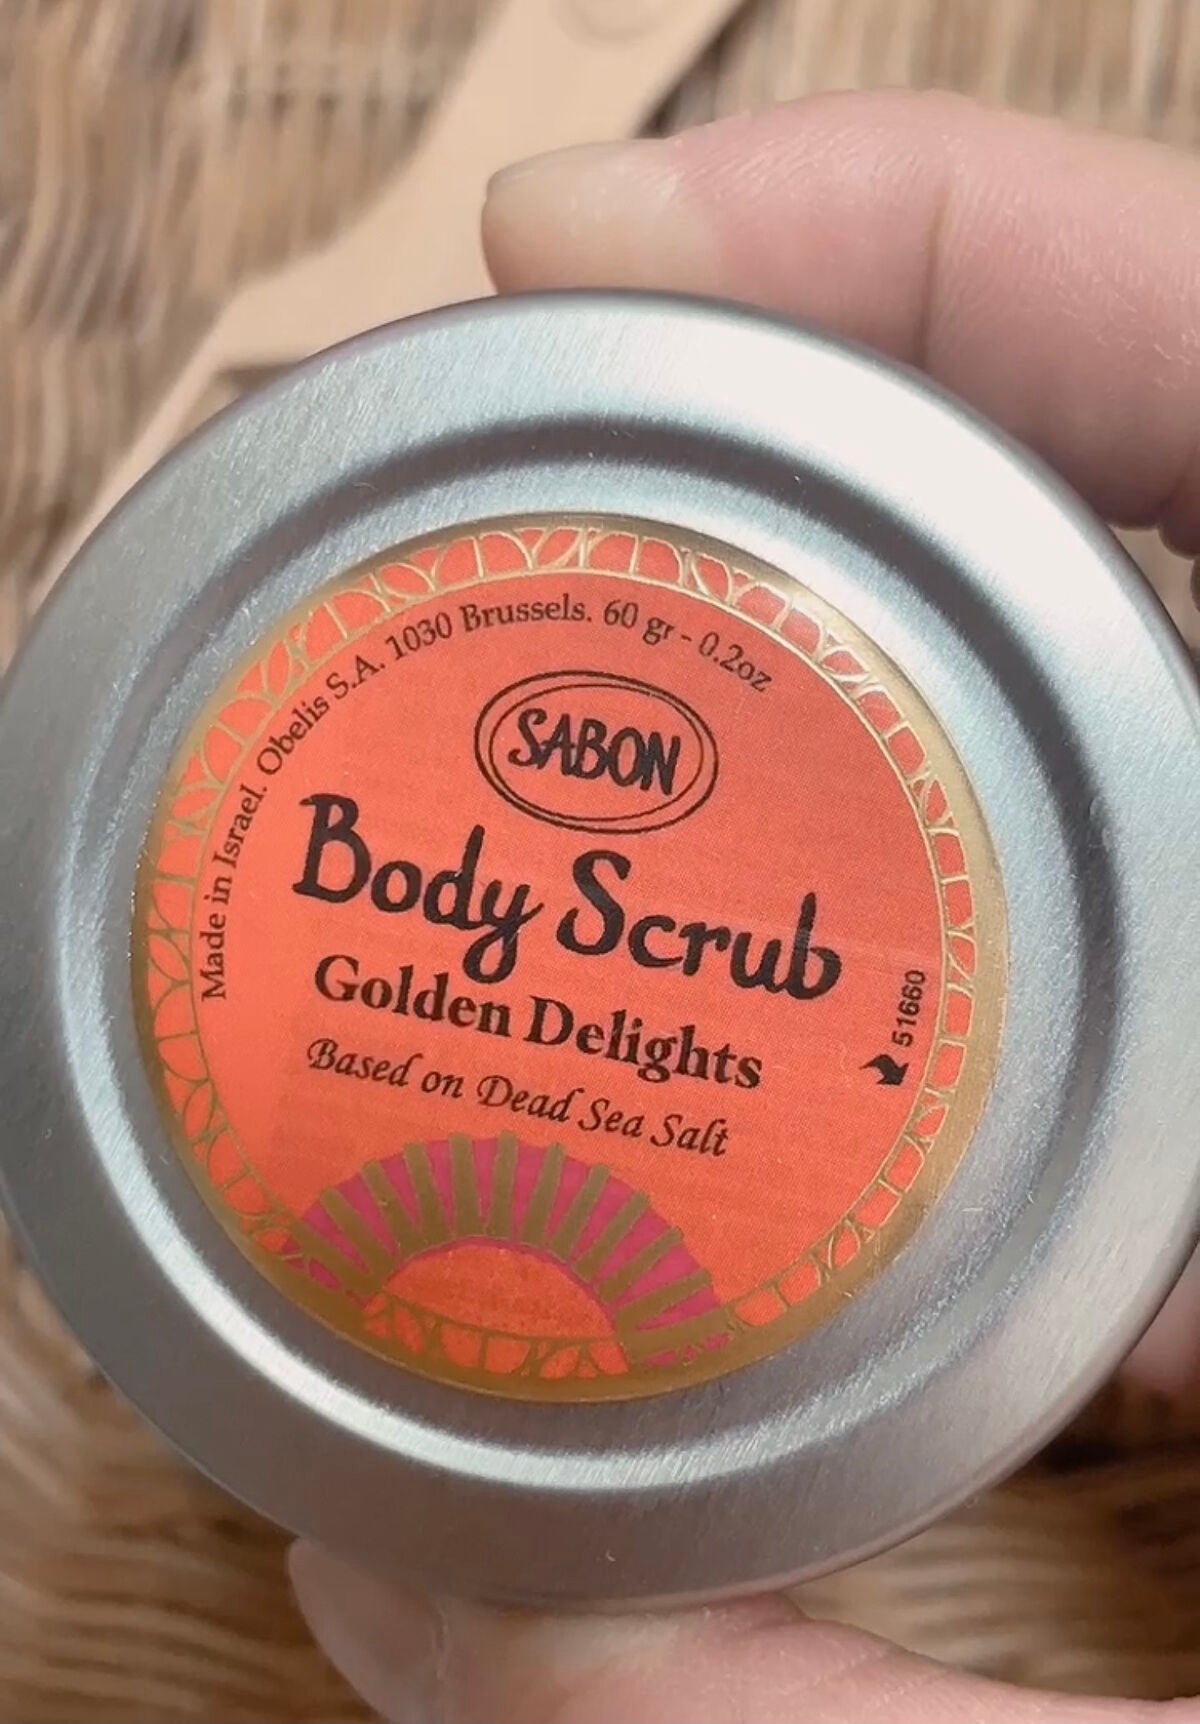 Made in Israel. Obelis S.A. 1030 Brussels. 60 gr - 0.2oz
SABON
Body Scrub
Golden Delights
Based on Dead Sea Salt
51660